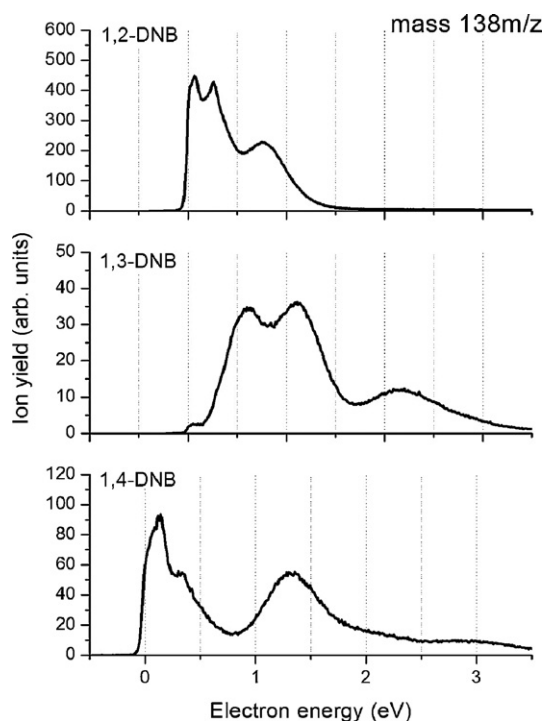 mass 138m/z
1,2-DNB
600
500
400
300
200
100
0
1,3-DNB
50
40
30
20
10
0
1,4-DNB
120
100
80
60
40
20
0
0 1 2 3
Ion yield (arb. units)
Electron energy (eV)